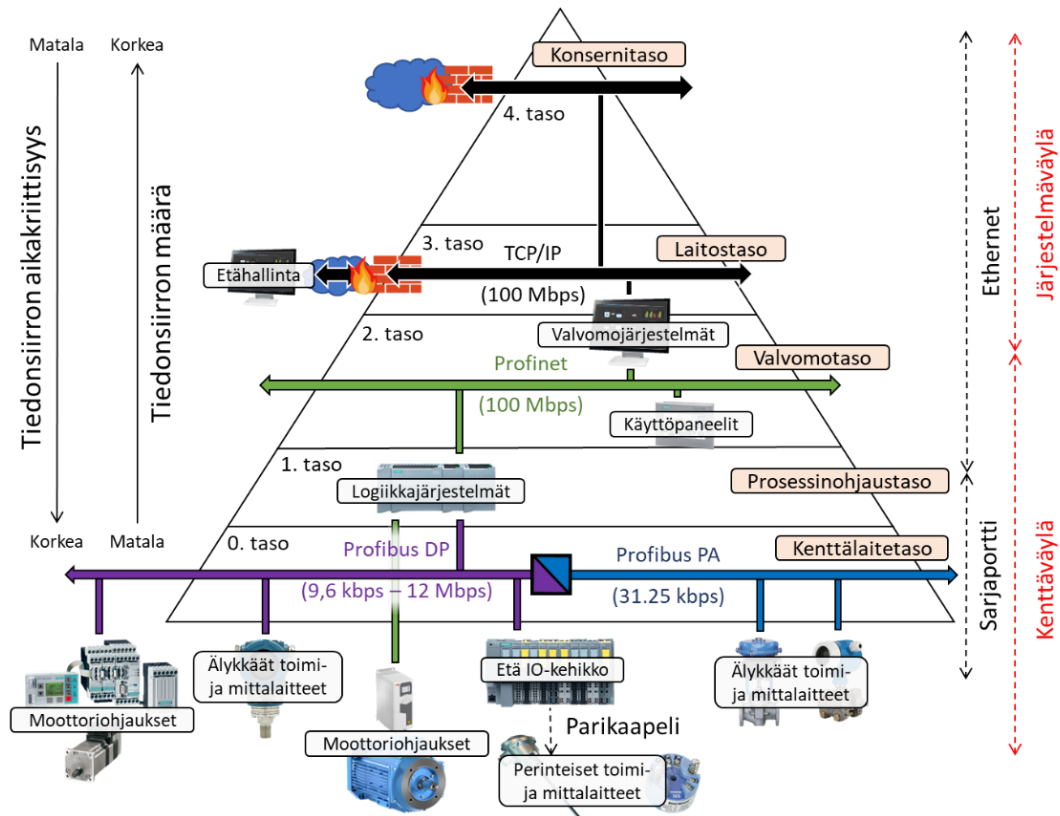 Matala
Korkea
Konsernitaso
4. taso
3. taso
TCP/IP
Laitostaso
Etähallinta
(100 Mbps)
2. taso
Valvomojärjestelmät
Profinet
Valvomotaso
(100 Mbps)
Käyttöpaneelit
1. taso
Logiikkajärjestelmät
Prosessinohjaustaso
Korkea
Matala
0. taso
Profibus DP
Profibus PA
Kenttälaitetaso
(9,6 kbps – 12 Mbps)
(31.25 kbps)
Älykkäät toimi-
ja mittalaitteet
Etä IO-kehikko
Älykkäät toimi-
ja mittalaitteet
Moottoriohjaukset
Parikaapeli
Moottoriohjaukset
Perinteiset toimi-
ja mittalaitteet
Tiedonsiirron aikakriittisyys
Tiedonsiirron määrä
Ethernet
Sarjaportti
Järjestelmäväylä
Kenttäväylä